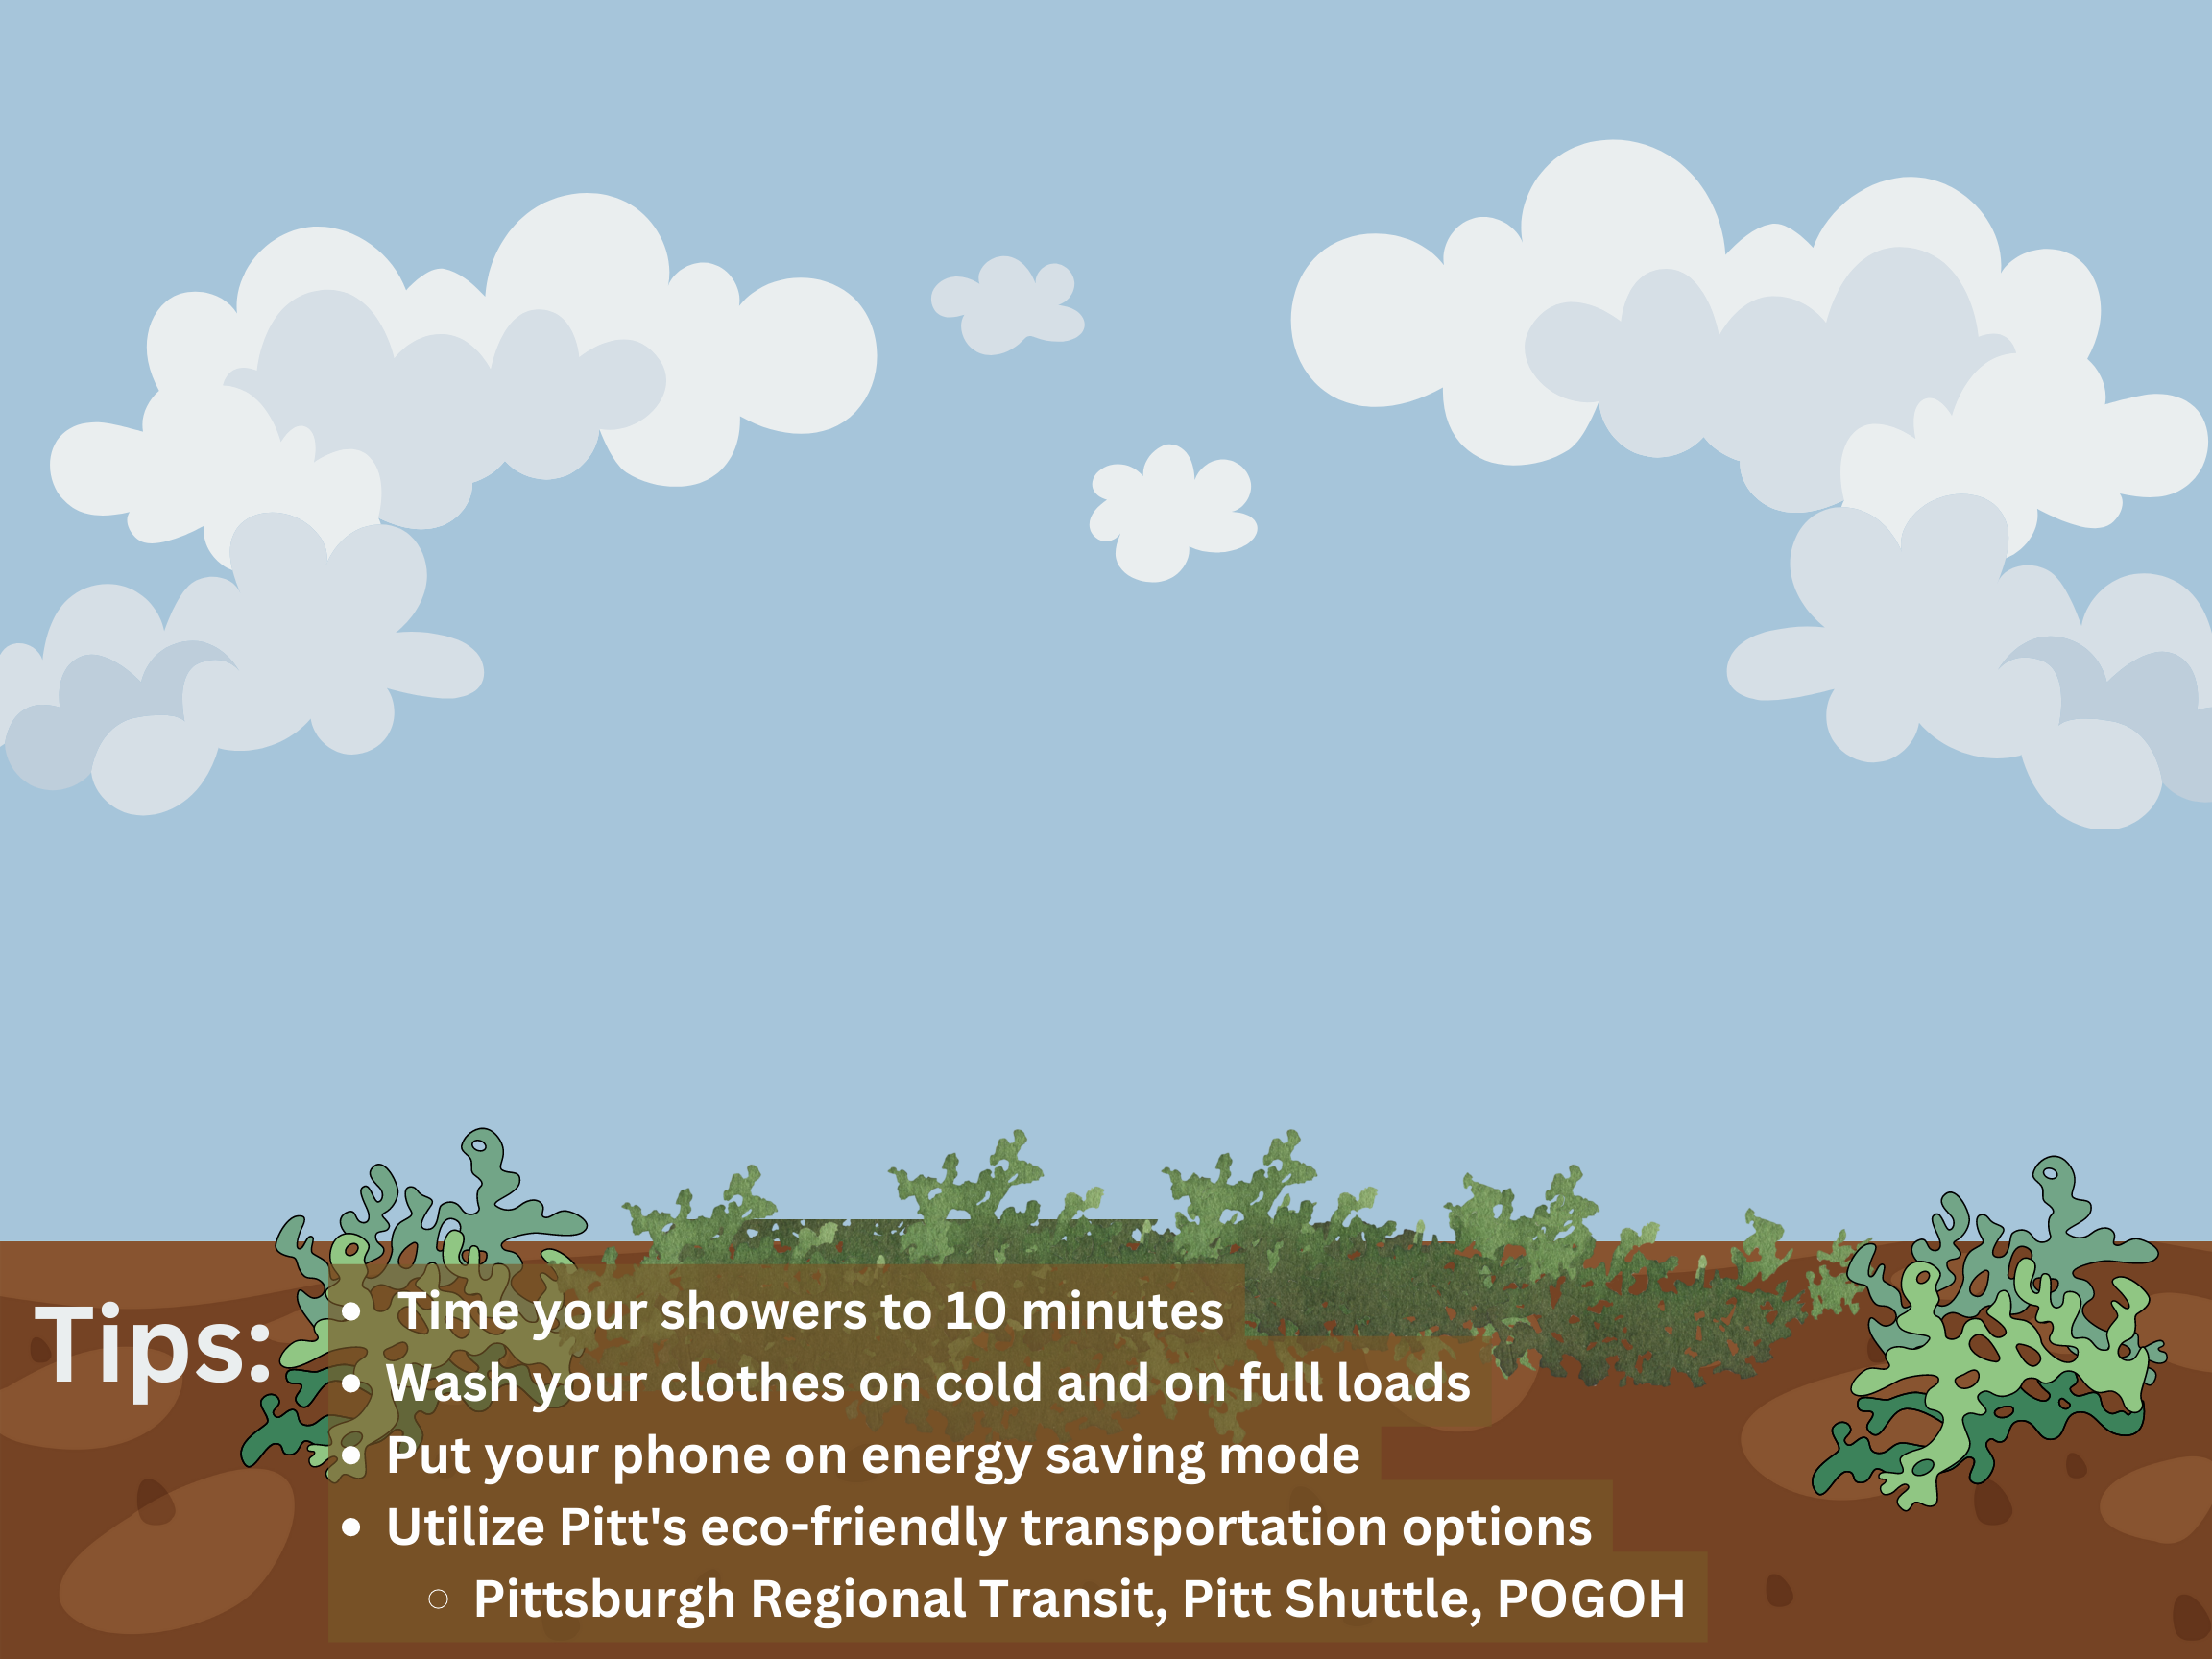 Tips:
• Time your showers to 10 minutes
• Wash your clothes on cold and on full loads
• Put your phone on energy saving mode
• Utilize Pitt's eco-friendly transportation options
○ Pittsburgh Regional Transit, Pitt Shuttle, POGOH